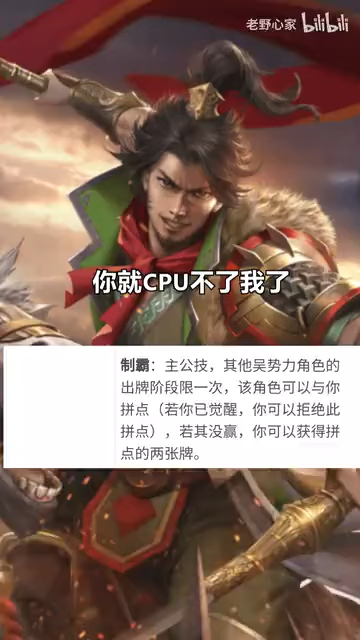 老野心家 bilibili
你就CPU不了我了
制霸：主公技，其他吴势力角色的
出牌阶段限一次，该角色可以与你
拼点（若你已觉醒，你可以拒绝此
拼点），若其没赢，你可以获得拼
点的两张牌。